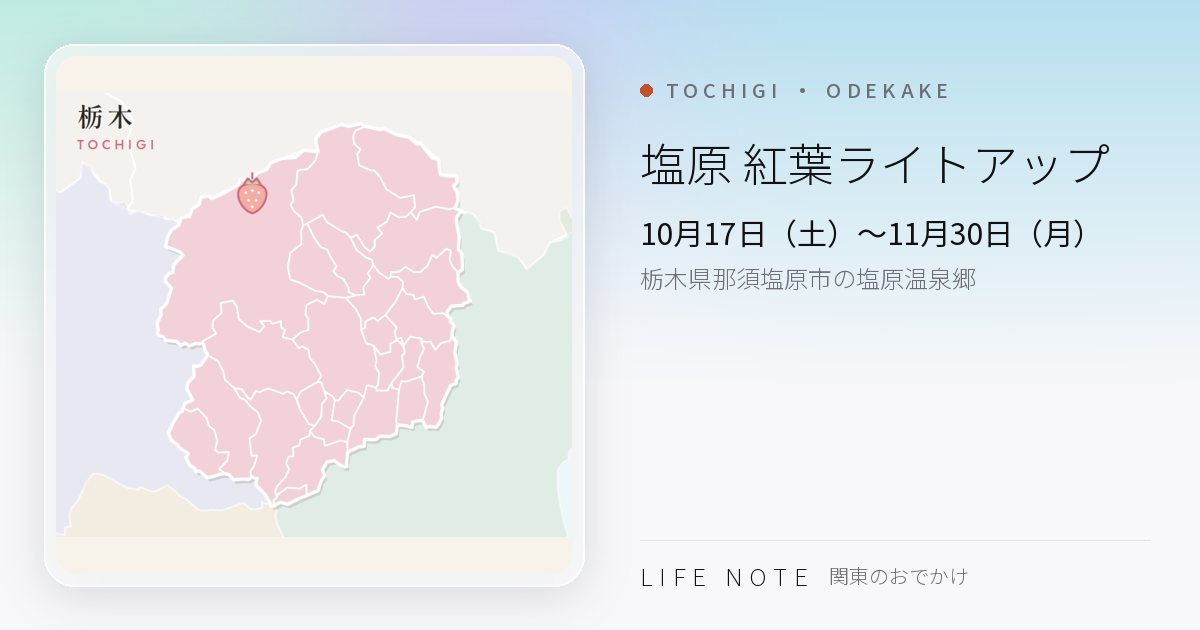 栃木
TOCHIGI
TOCHIGI • ODEKAKE
塩原 紅葉ライトアップ
10月17日（土）〜11月30日（月）
栃木県那須塩原市の塩原温泉郷
LIFE NOTE 関東のおでかけ